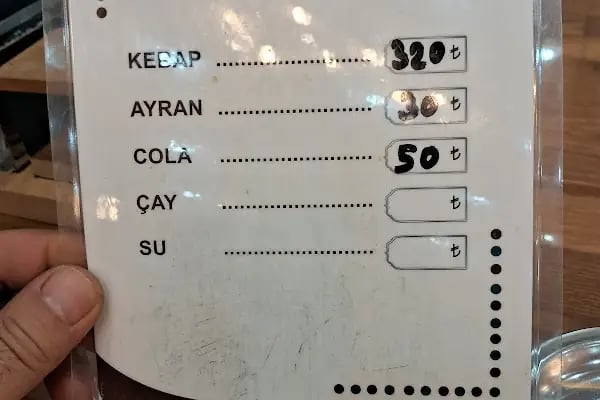 KEBAP ........................ 320 ₺
AYRAN ........................ 30 ₺
COLA ........................ 50 ₺
ÇAY ........................ ₺
SU ........................ ₺